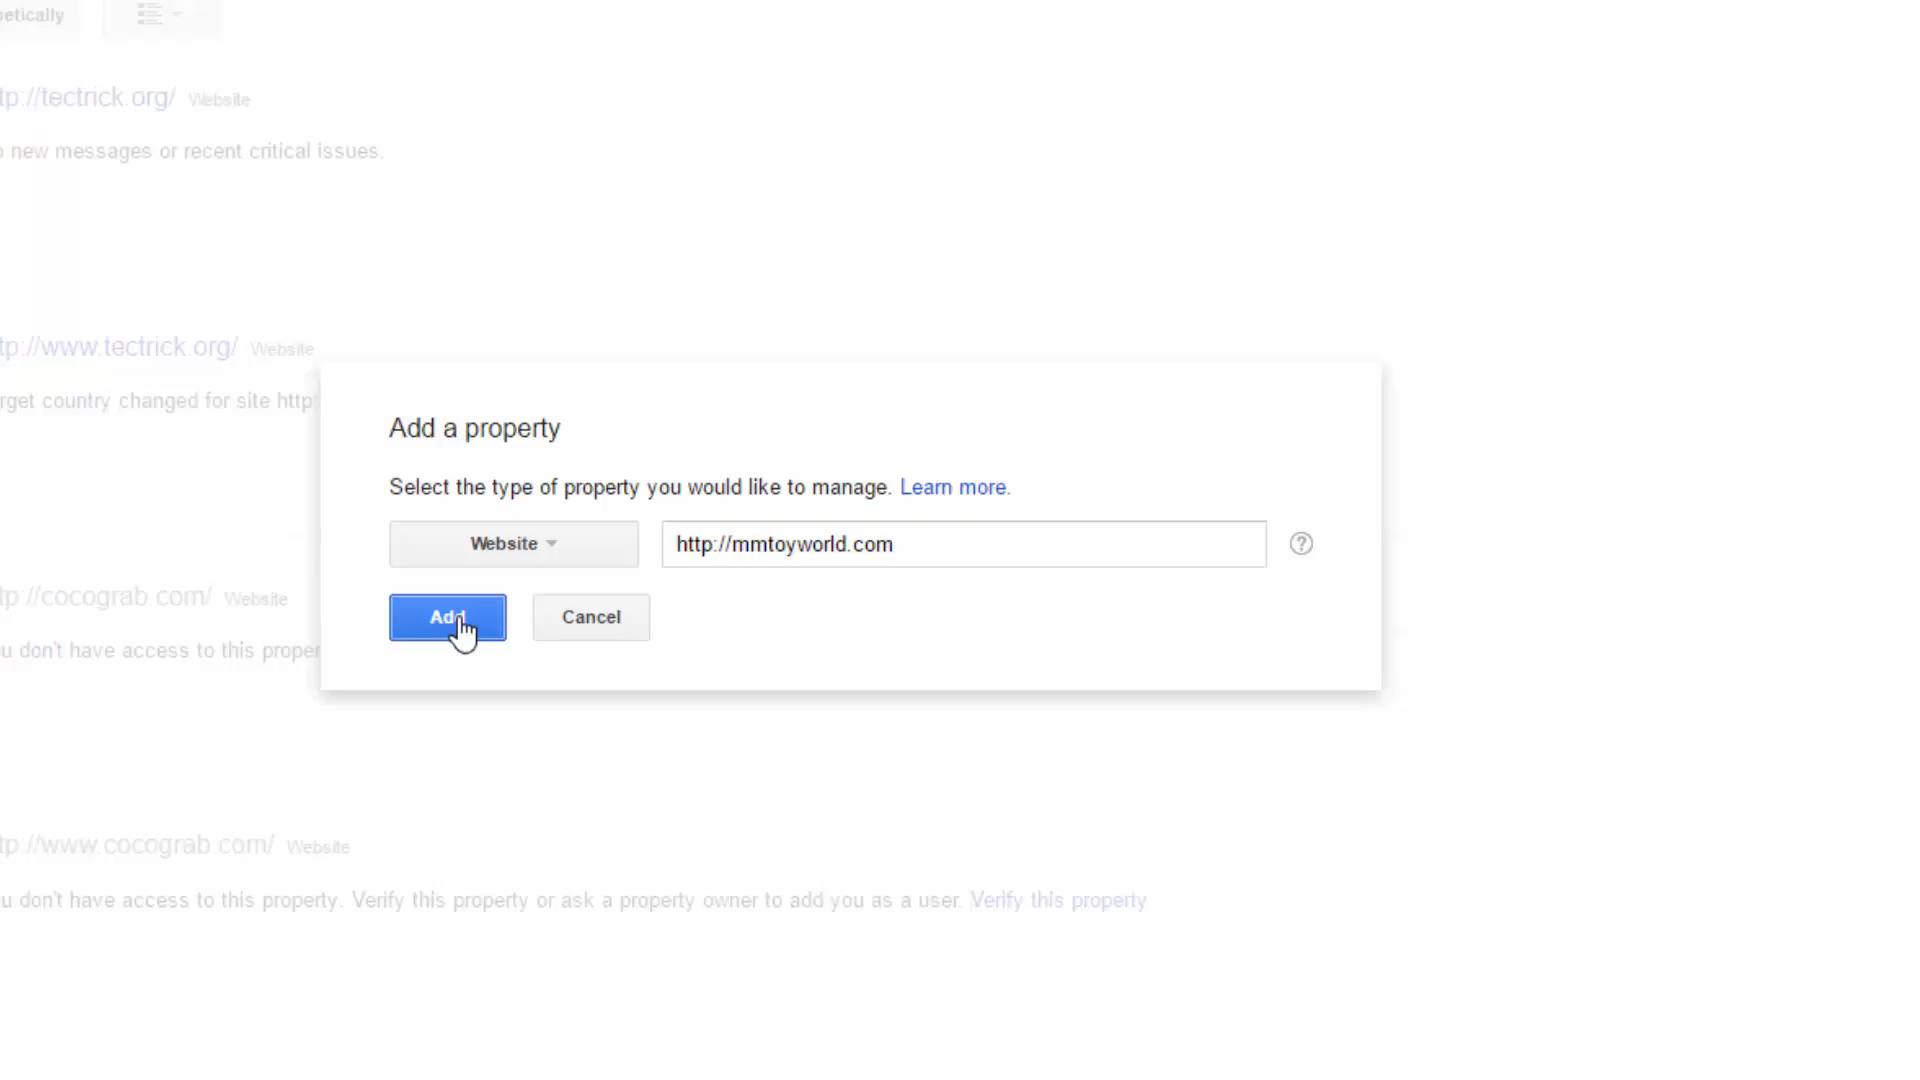 etically
tp://tectrick.org/ Website
o new messages or recent critical issues.
tp://www.tectrick.org/ Website
rget country changed for site http:
Add a property
Select the type of property you would like to manage. Learn more.
Website http://mmtoyworld.com ?
Add Cancel
tp://cocograb.com/ Website
u don't have access to this proper
tp://www.cocograb.com/ Website
u don't have access to this property. Verify this property or ask a property owner to add you as a user. Verify this property